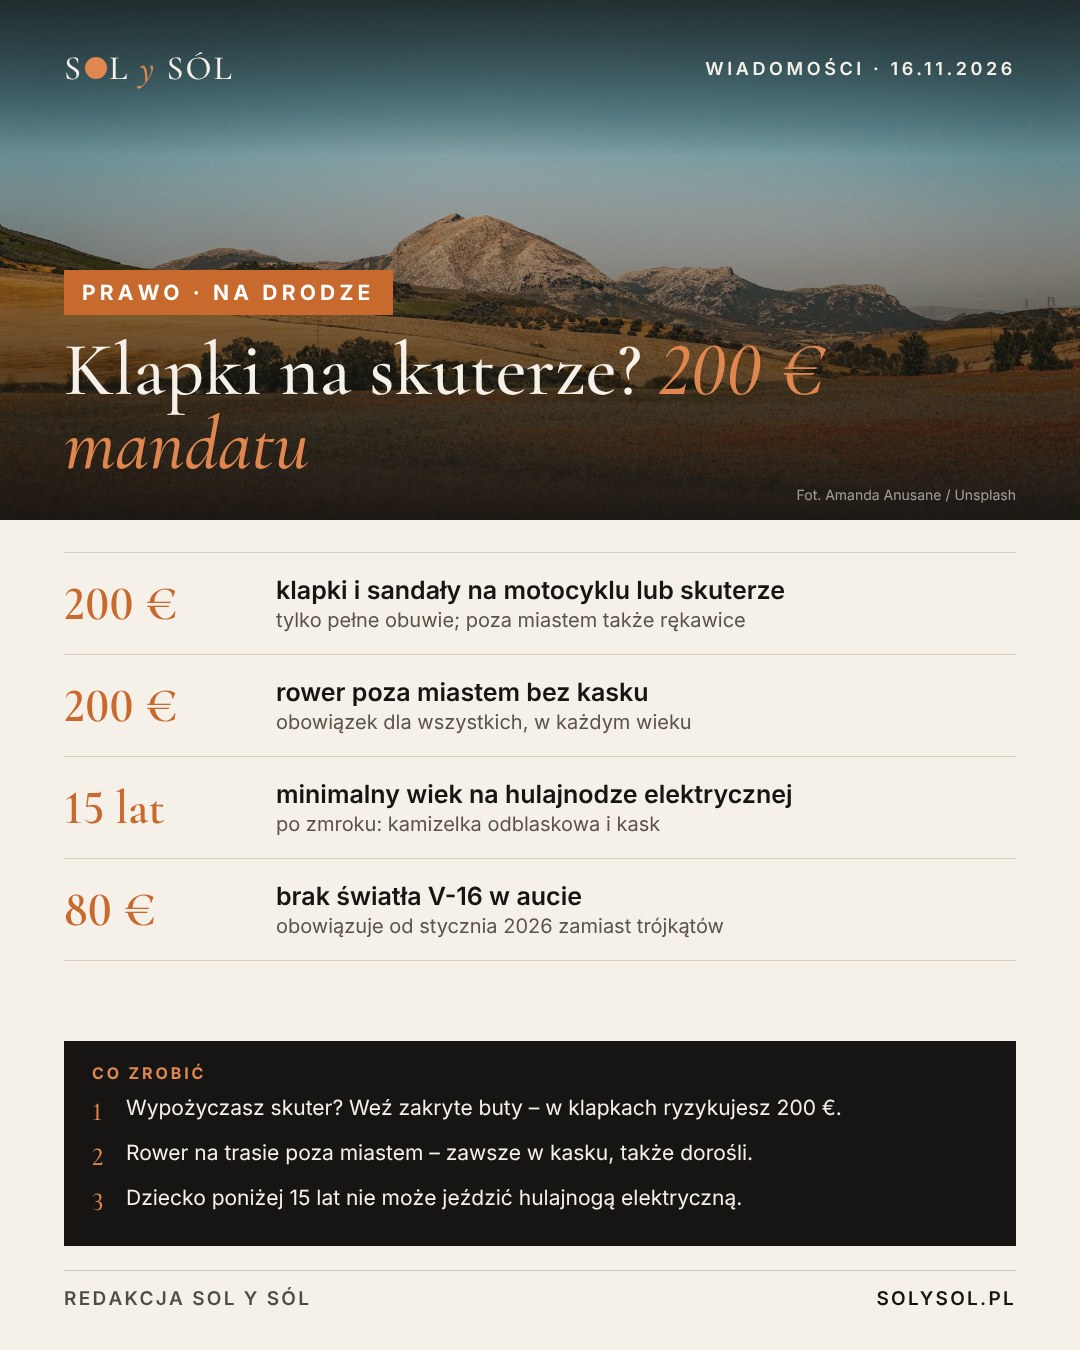 SOL y SÓL
WIADOMOŚCI · 16.11.2026
PRAWO · NA DRODZE
Klapki na skuterze? 200 €
mandatu
Fot. Amanda Anusane / Unsplash
200 €
klapki i sandały na motocyklu lub skuterze
tylko pełne obuwie; poza miastem także rękawice
200 €
rower poza miastem bez kasku
obowiązek dla wszystkich, w każdym wieku
15 lat
minimalny wiek na hulajnodze elektrycznej
po zmroku: kamizelka odblaskowa i kask
80 €
brak światła V-16 w aucie
obowiązuje od stycznia 2026 zamiast trójkątów
CO ZROBIĆ
1 Wypożyczasz skuter? Weź zakryte buty – w klapkach ryzykujesz 200 €.
2 Rower na trasie poza miastem – zawsze w kasku, także dorośli.
3 Dziecko poniżej 15 lat nie może jeździć hulajnogą elektryczną.
REDAKCJA SOL Y SÓL
SOLYSOL.PL